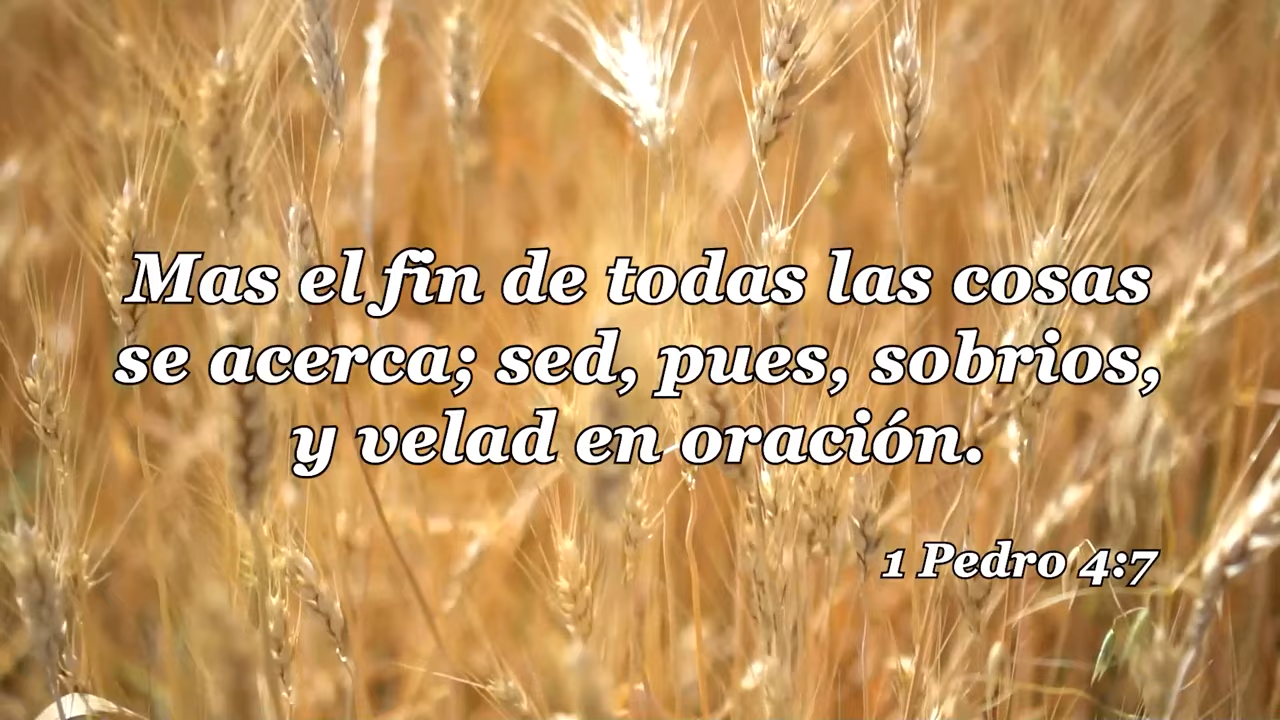 Mas el fin de todas las cosas
se acerca; sed, pues, sobrios,
y velad en oración.
1 Pedro 4:7